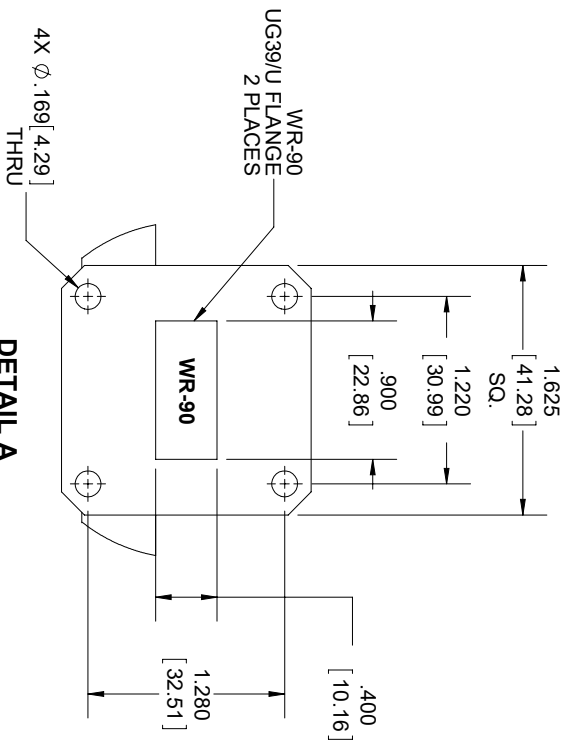 1.625
[41.28]
SQ.
1.220
[30.99]
.900
[22.86]
WR-90
UG39/U FLANGE
2 PLACES
WR-90
4X Ø.169[4.29]
THRU
.400
[10.16]
1.280
[32.51]
DETAIL A